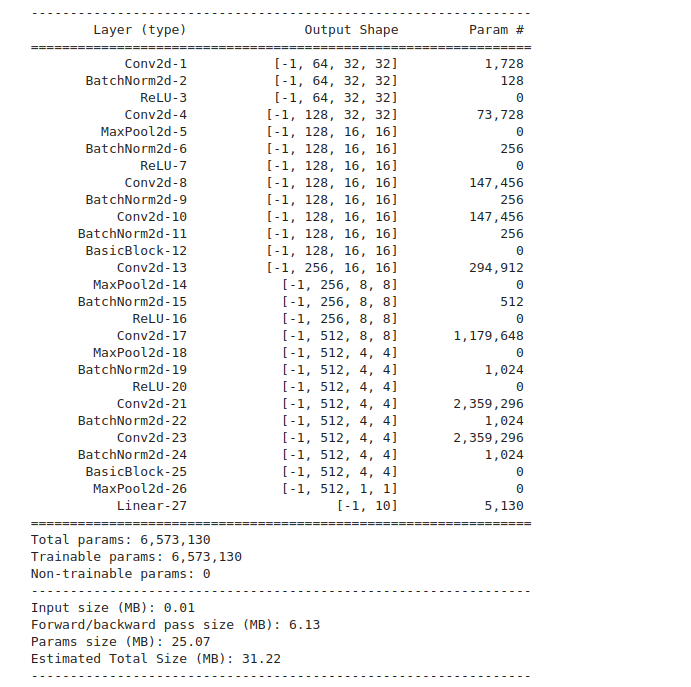 ----------------------------------------------------------------
        Layer (type)               Output Shape         Param #
================================================================
            Conv2d-1           [-1, 64, 32, 32]           1,728
       BatchNorm2d-2           [-1, 64, 32, 32]             128
              ReLU-3           [-1, 64, 32, 32]               0
            Conv2d-4          [-1, 128, 32, 32]          73,728
         MaxPool2d-5          [-1, 128, 16, 16]               0
       BatchNorm2d-6          [-1, 128, 16, 16]             256
              ReLU-7          [-1, 128, 16, 16]               0
            Conv2d-8          [-1, 128, 16, 16]         147,456
       BatchNorm2d-9          [-1, 128, 16, 16]             256
           Conv2d-10          [-1, 128, 16, 16]         147,456
      BatchNorm2d-11          [-1, 128, 16, 16]             256
       BasicBlock-12          [-1, 128, 16, 16]               0
           Conv2d-13          [-1, 256, 16, 16]         294,912
        MaxPool2d-14            [-1, 256, 8, 8]               0
      BatchNorm2d-15            [-1, 256, 8, 8]             512
             ReLU-16            [-1, 256, 8, 8]               0
           Conv2d-17            [-1, 512, 8, 8]       1,179,648
        MaxPool2d-18            [-1, 512, 4, 4]               0
      BatchNorm2d-19            [-1, 512, 4, 4]           1,024
             ReLU-20            [-1, 512, 4, 4]               0
           Conv2d-21            [-1, 512, 4, 4]       2,359,296
      BatchNorm2d-22            [-1, 512, 4, 4]           1,024
           Conv2d-23            [-1, 512, 4, 4]       2,359,296
      BatchNorm2d-24            [-1, 512, 4, 4]           1,024
       BasicBlock-25            [-1, 512, 4, 4]               0
        MaxPool2d-26            [-1, 512, 1, 1]               0
           Linear-27                   [-1, 10]           5,130
================================================================
Total params: 6,573,130
Trainable params: 6,573,130
Non-trainable params: 0
----------------------------------------------------------------
Input size (MB): 0.01
Forward/backward pass size (MB): 6.13
Params size (MB): 25.07
Estimated Total Size (MB): 31.22
----------------------------------------------------------------